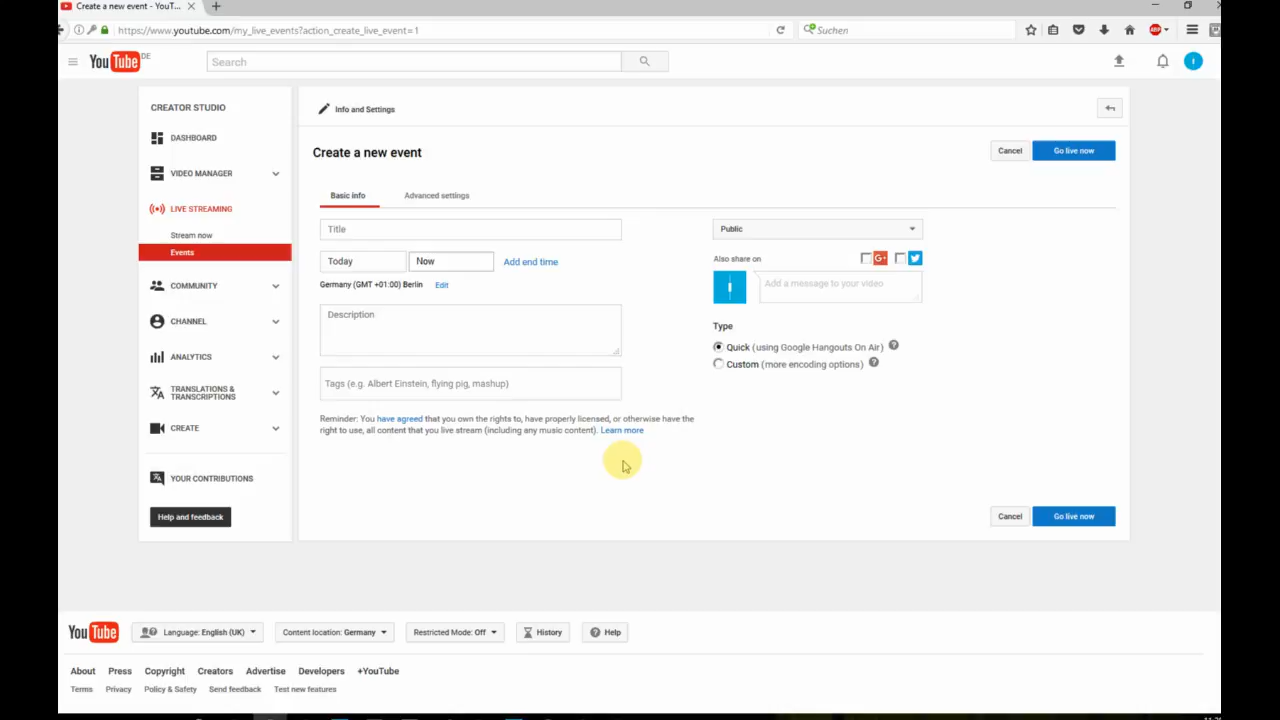 Create a new event - YouT...
https://www.youtube.com/my_live_events?action_create_live_event=1
Suchen
ABP
YouTube DE
Search
CREATOR STUDIO
DASHBOARD
VIDEO MANAGER
LIVE STREAMING
Stream now
Events
COMMUNITY
CHANNEL
ANALYTICS
TRANSLATIONS &
TRANSCRIPTIONS
CREATE
YOUR CONTRIBUTIONS
Help and feedback
Info and Settings
Create a new event
Cancel
Go live now
Basic info
Advanced settings
Title
Today
Now
Add end time
Germany (GMT +01:00) Berlin Edit
Description
Tags (e.g. Albert Einstein, flying pig, mashup)
Reminder: You have agreed that you own the rights to, have properly licensed, or otherwise have the
right to use, all content that you live stream (including any music content). Learn more
Public
Also share on
G+
Add a message to your video
Type
Quick (using Google Hangouts On Air) ?
Custom (more encoding options) ?
Cancel
Go live now
YouTube
Language: English (UK)
Content location: Germany
Restricted Mode: Off
History
Help
About Press Copyright Creators Advertise Developers +YouTube
Terms Privacy Policy & Safety Send feedback Test new features